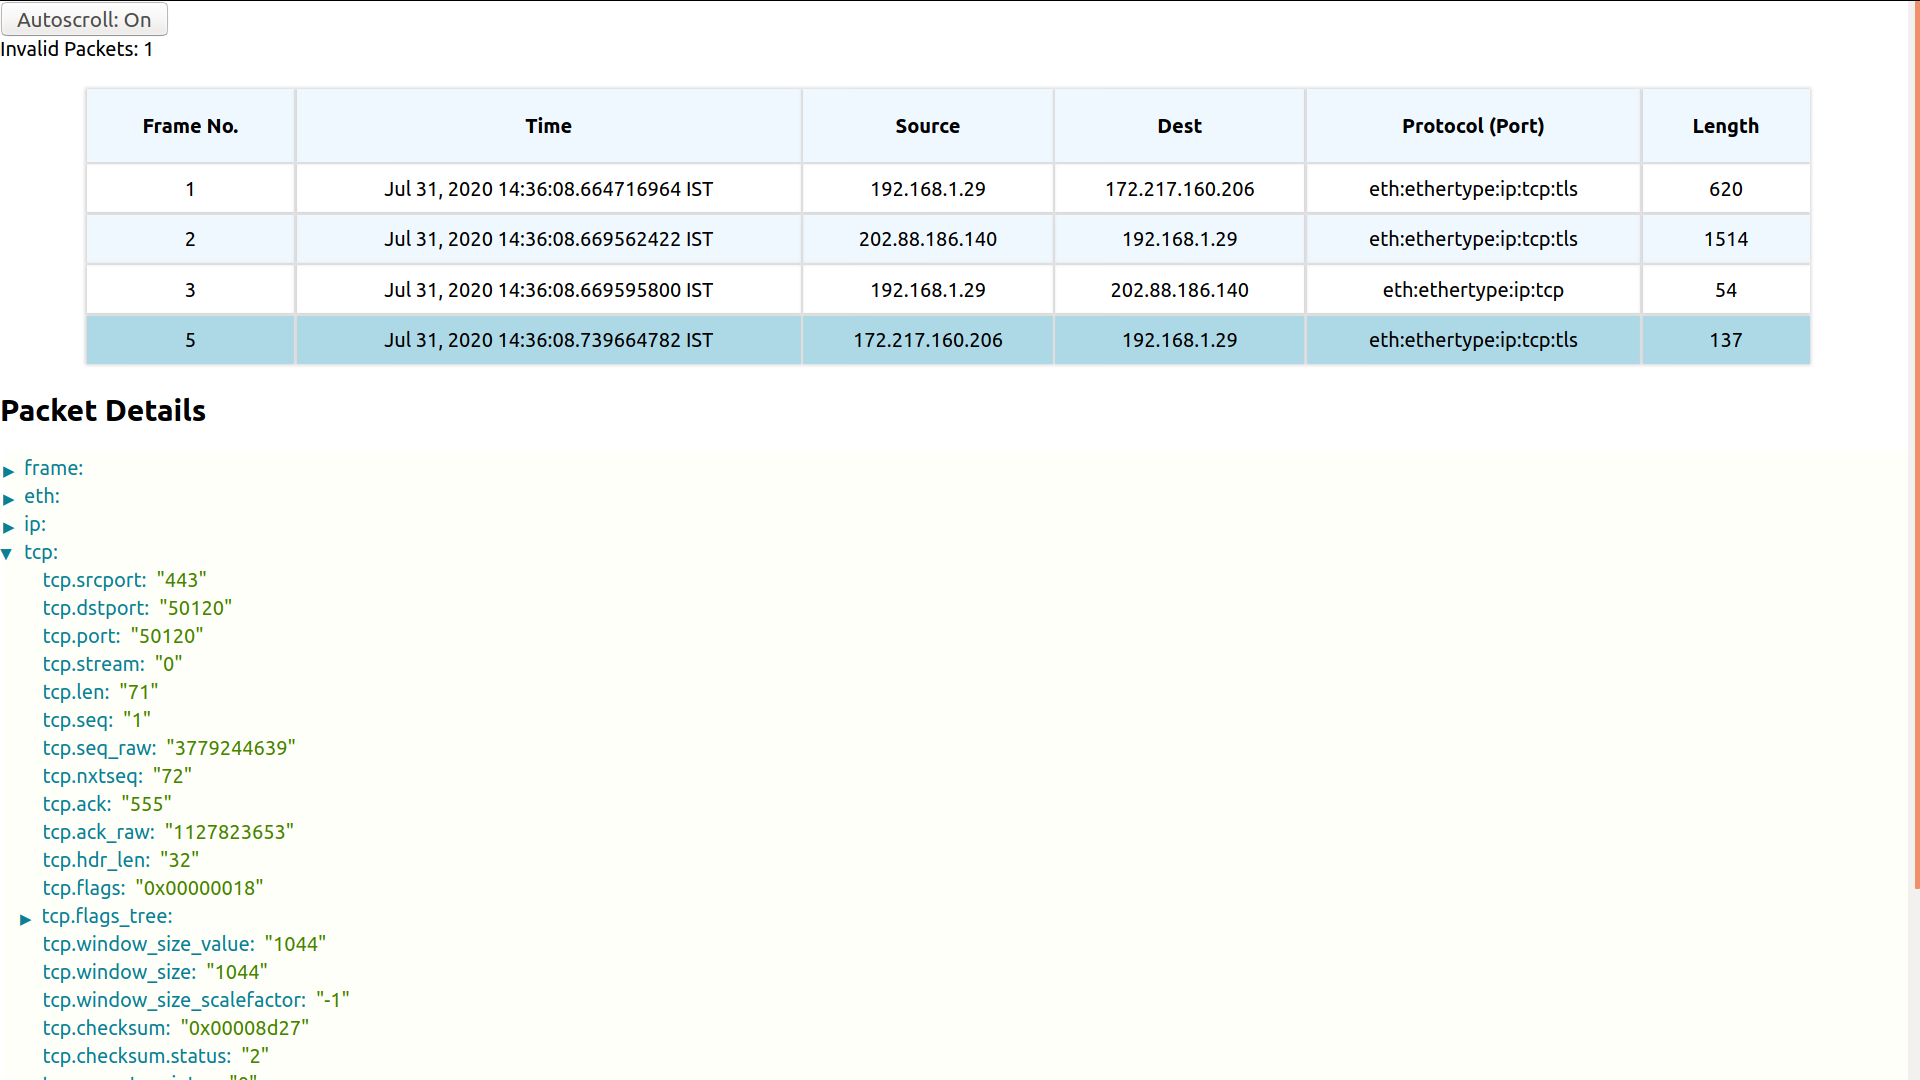 Autoscroll: On
Invalid Packets: 1
Frame No. Time Source Dest Protocol (Port) Length
1 Jul 31, 2020 14:36:08.664716964 IST 192.168.1.29 172.217.160.206 eth:ethertype:ip:tcp:tls 620
2 Jul 31, 2020 14:36:08.669562422 IST 202.88.186.140 192.168.1.29 eth:ethertype:ip:tcp:tls 1514
3 Jul 31, 2020 14:36:08.669595800 IST 192.168.1.29 202.88.186.140 eth:ethertype:ip:tcp 54
5 Jul 31, 2020 14:36:08.739664782 IST 172.217.160.206 192.168.1.29 eth:ethertype:ip:tcp:tls 137
Packet Details
frame:
eth:
ip:
tcp:
tcp.srcport: "443"
tcp.dstport: "50120"
tcp.port: "50120"
tcp.stream: "0"
tcp.len: "71"
tcp.seq: "1"
tcp.seq_raw: "3779244639"
tcp.nxtseq: "72"
tcp.ack: "555"
tcp.ack_raw: "1127823653"
tcp.hdr_len: "32"
tcp.flags: "0x00000018"
tcp.flags_tree:
tcp.window_size_value: "1044"
tcp.window_size: "1044"
tcp.window_size_scalefactor: "-1"
tcp.checksum: "0x00008d27"
tcp.checksum.status: "2"